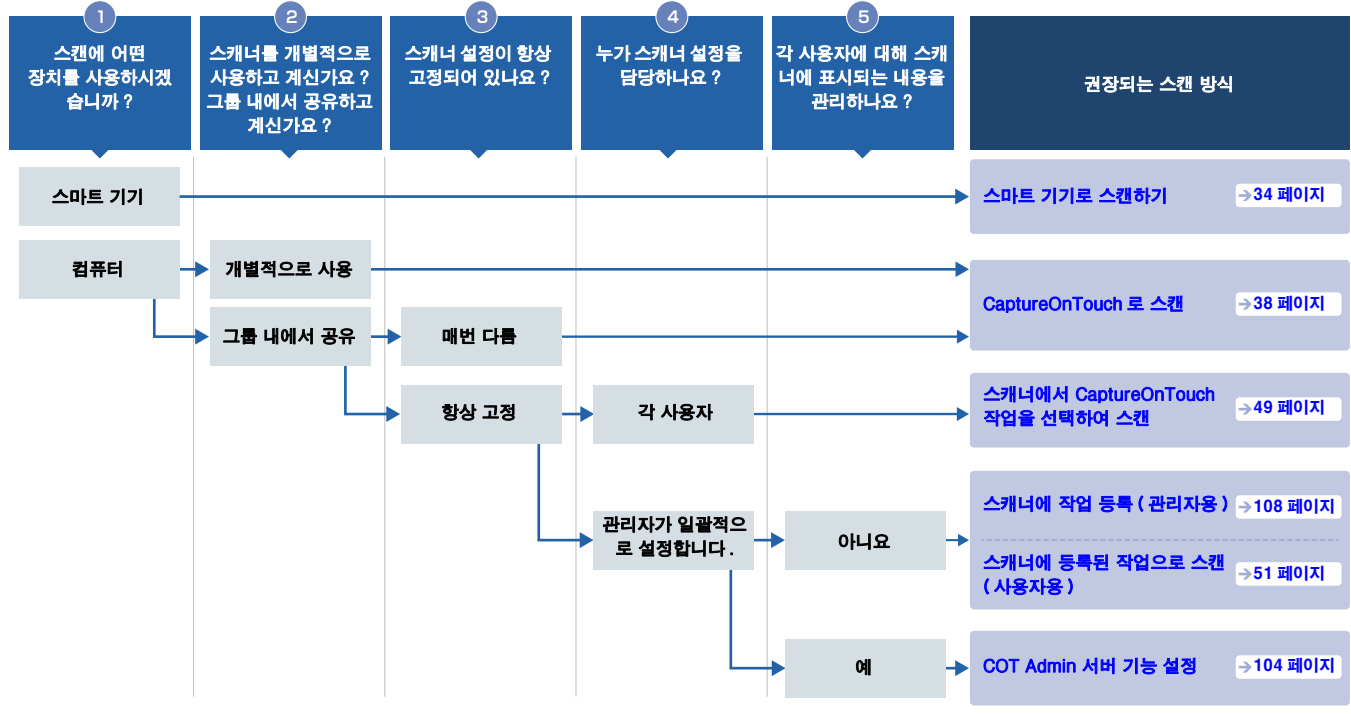 1
스캔에 어떤
장치를 사용하시겠
습니까 ?
2
스캐너를 개별적으로
사용하고 계신가요 ?
그룹 내에서 공유하고
계신가요 ?
3
스캐너 설정이 항상
고정되어 있나요 ?
4
누가 스캐너 설정을
담당하나요 ?
5
각 사용자에 대해 스캐
너에 표시되는 내용을
관리하나요 ?
권장되는 스캔 방식
스마트 기기
스마트 기기로 스캔하기
→34 페이지
컴퓨터
개별적으로 사용
CaptureOnTouch 로 스캔
→38 페이지
그룹 내에서 공유
매번 다름
항상 고정
각 사용자
스캐너에서 CaptureOnTouch
작업을 선택하여 스캔
→49 페이지
관리자가 일괄적으
로 설정합니다 .
아니요
스캐너에 작업 등록 ( 관리자용 )
→108 페이지
스캐너에 등록된 작업으로 스캔
( 사용자용 )
→51 페이지
예
COT Admin 서버 기능 설정
→104 페이지